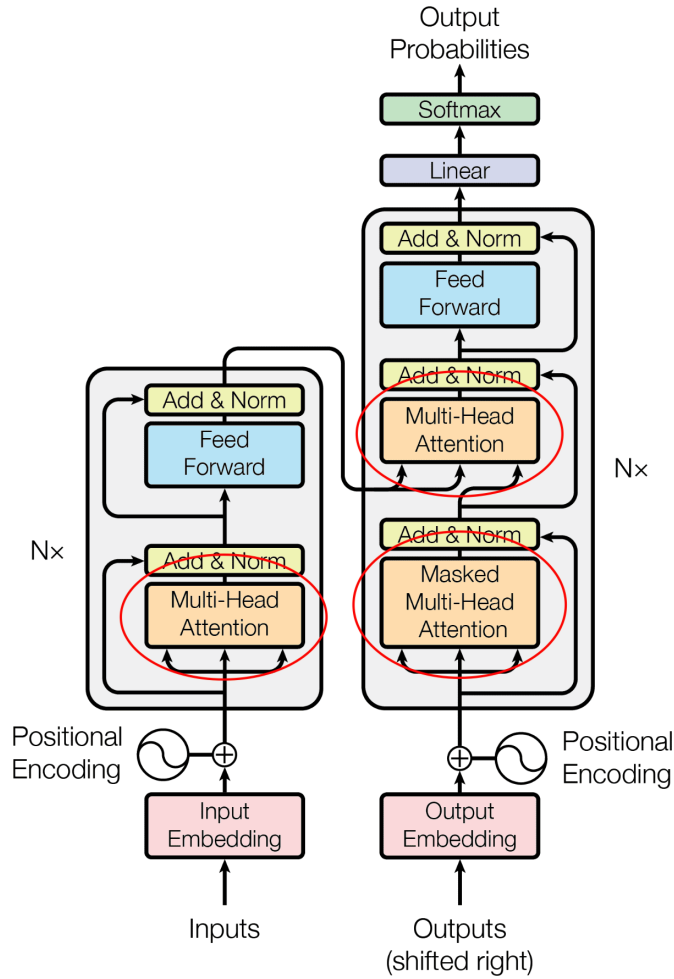 Output
Probabilities
Softmax
Linear
Add & Norm
Feed
Forward
Add & Norm
Multi-Head
Attention
Add & Norm
Masked
Multi-Head
Attention
Nx
Add & Norm
Feed
Forward
Add & Norm
Multi-Head
Attention
Nx
Positional
Encoding
Positional
Encoding
Input
Embedding
Output
Embedding
Inputs
Outputs
(shifted right)